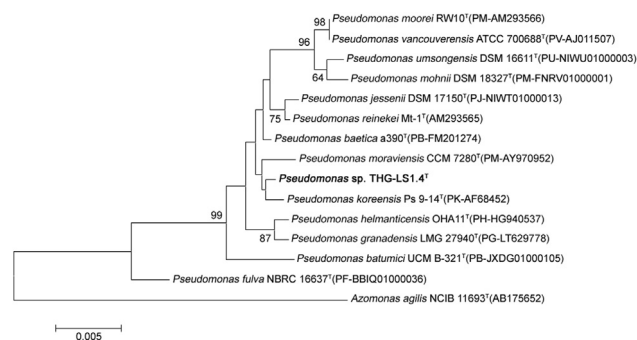 98 Pseudomonas moorei RW10ᵀ(PM-AM293566)
96 Pseudomonas vancouverensis ATCC 700688ᵀ(PV-AJ011507)
Pseudomonas umsongensis DSM 16611ᵀ(PU-NIWU01000003)
64 Pseudomonas mohnii DSM 18327ᵀ(PM-FNRV01000001)
Pseudomonas jessenii DSM 17150ᵀ(PJ-NIWT01000013)
75 Pseudomonas reinekei Mt-1ᵀ(AM293565)
Pseudomonas baetica a390ᵀ(PB-FM201274)
Pseudomonas moraviensis CCM 7280ᵀ(PM-AY970952)
Pseudomonas sp. THG-LS1.4ᵀ
Pseudomonas koreensis Ps 9-14ᵀ(PK-AF68452)
99 Pseudomonas helmanticensis OHA11ᵀ(PH-HG940537)
87 Pseudomonas granadensis LMG 27940ᵀ(PG-LT629778)
Pseudomonas batumici UCM B-321ᵀ(PB-JXDG01000105)
Pseudomonas fulva NBRC 16637ᵀ(PF-BBIQ01000036)
Azomonas agilis NCIB 11693ᵀ(AB175652)
0.005